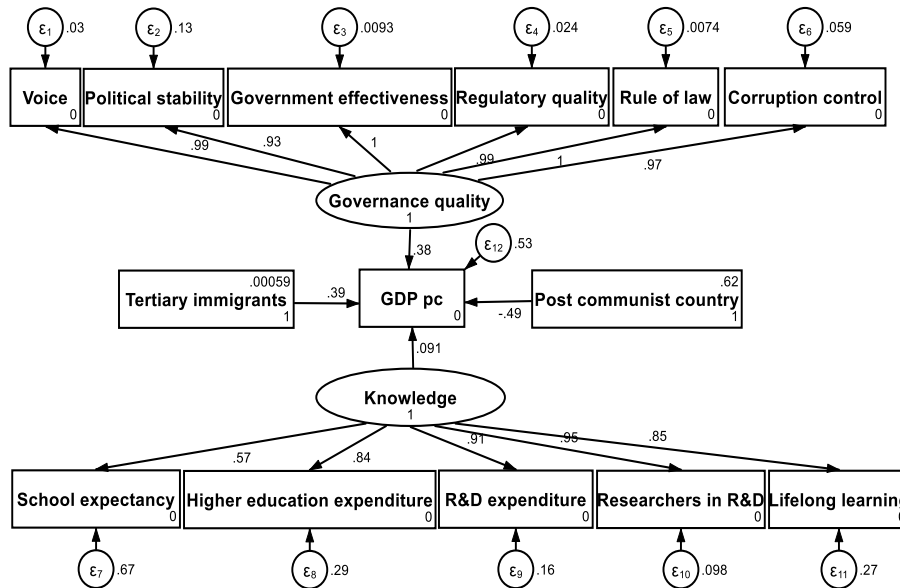 ε1 .03 ε2 .13 ε3 .0093 ε4 .024 ε5 .0074 ε6 .059
Voice 0 Political stability 0 Government effectiveness 0 Regulatory quality 0 Rule of law 0 Corruption control 0
.99 .93 1 .99 1 .97
Governance quality
1
.38 ε12 .53
.00059 .62
Tertiary immigrants .39 GDP pc Post communist country
1 0 -.49 1
.091
Knowledge
1
.57 .84 .91 .95 .85
School expectancy Higher education expenditure R&D expenditure Researchers in R&D Lifelong learning
0 0 0 0 0
ε7 .67 ε8 .29 ε9 .16 ε10 .098 ε11 .27